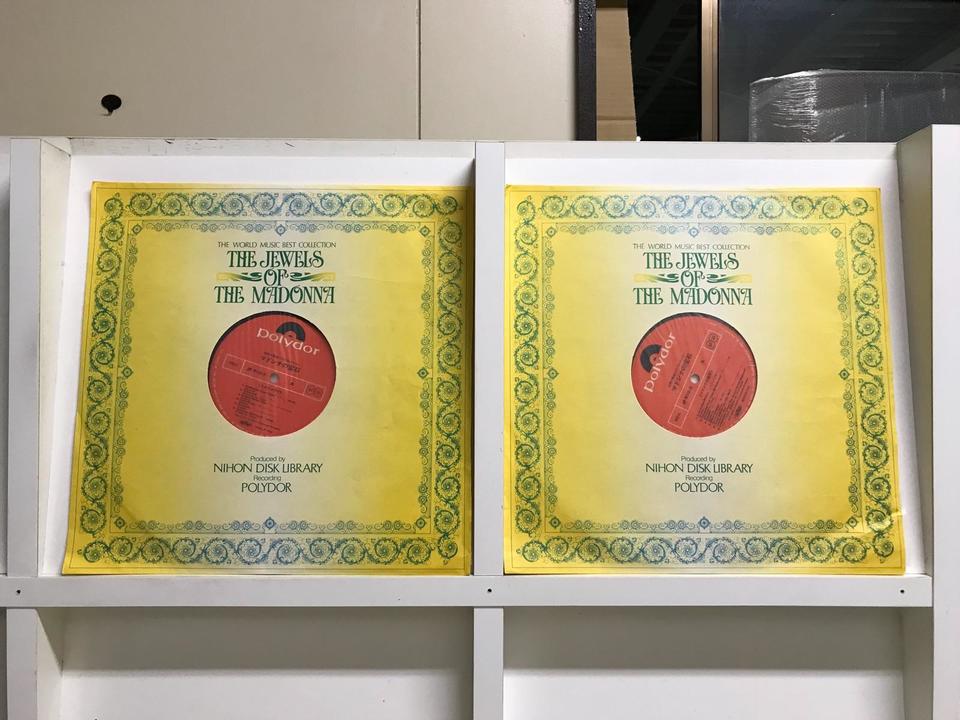 THE WORLD MUSIC BEST COLLECTION
THE JEWELS
OF
THE MADONNA
polydor
Produced by
NIHON DISK LIBRARY
Recording
POLYDOR
THE WORLD MUSIC BEST COLLECTION
THE JEWELS
OF
THE MADONNA
polydor
Produced by
NIHON DISK LIBRARY
Recording
POLYDOR